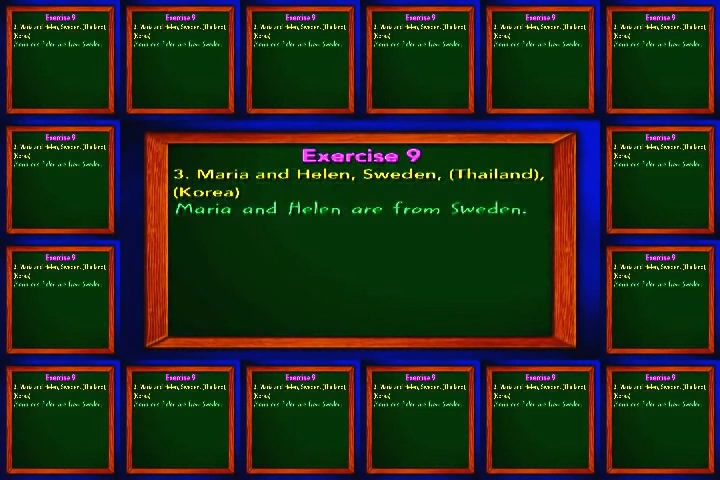 Exercise 9
3. Maria and Helen, Sweden, (Thailand),
(Korea)
Maria and Helen are from Sweden.